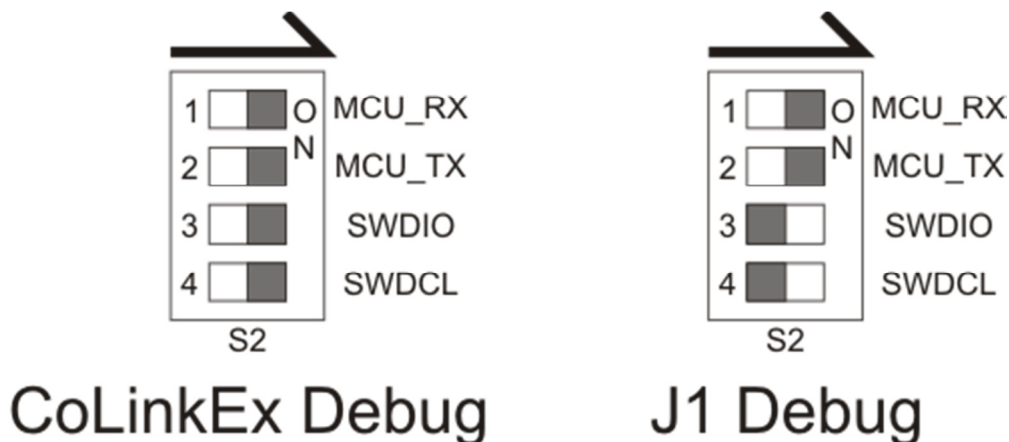 1 O MCU_RX
N
2 MCU_TX
3 SWDIO
4 SWDCL
S2
CoLinkEx Debug
1 O MCU_RX
N
2 MCU_TX
3 SWDIO
4 SWDCL
S2
J1 Debug